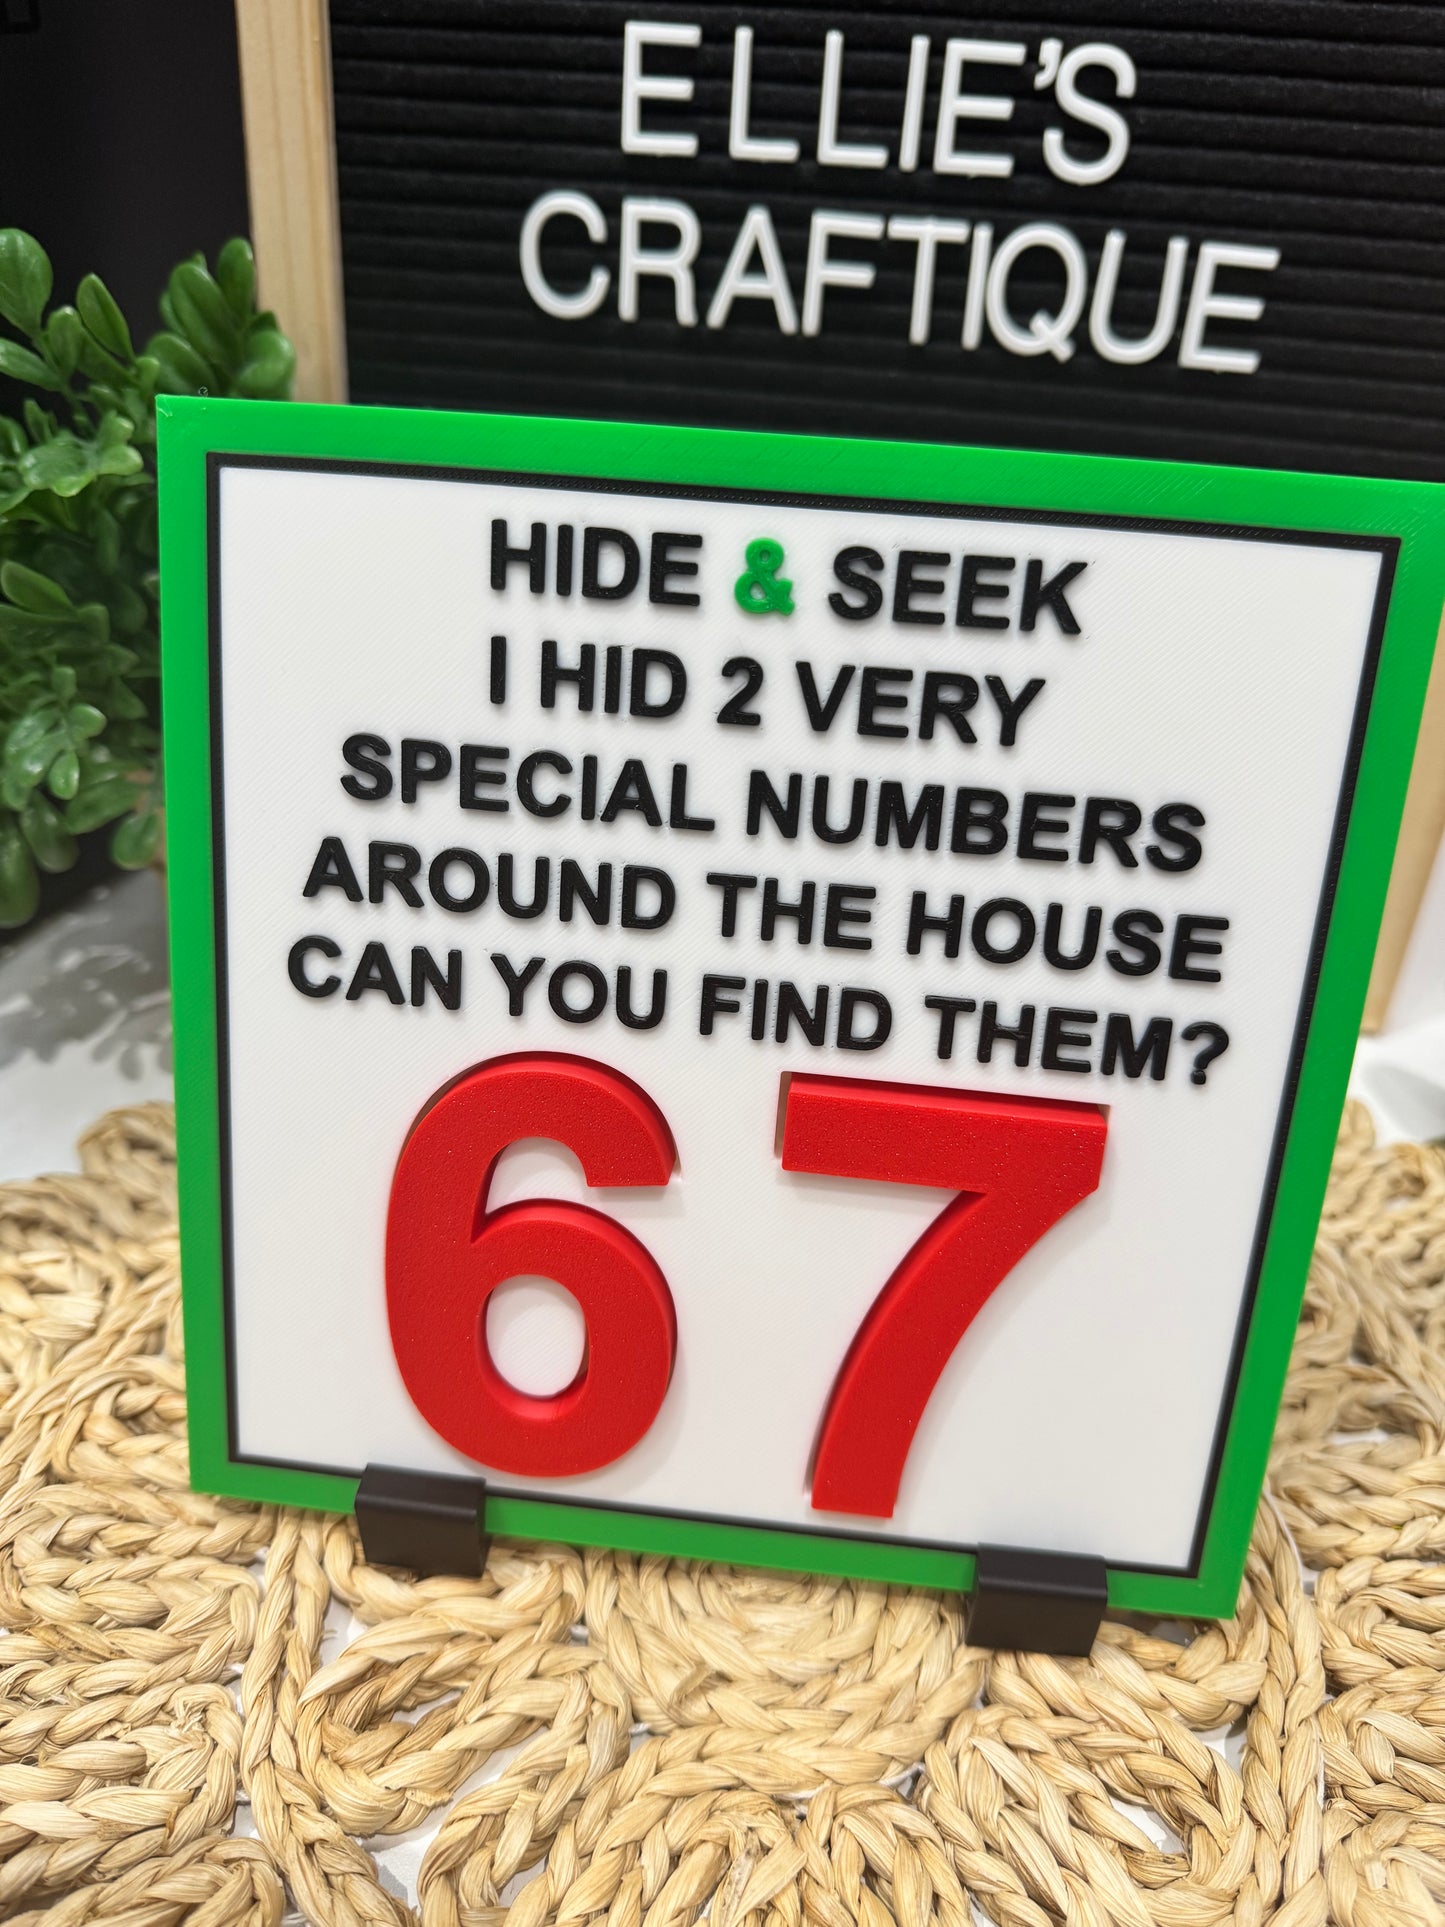 ELLIE'S
CRAFTIQUE
HIDE & SEEK
I HID 2 VERY
SPECIAL NUMBERS
AROUND THE HOUSE
CAN YOU FIND THEM?
67